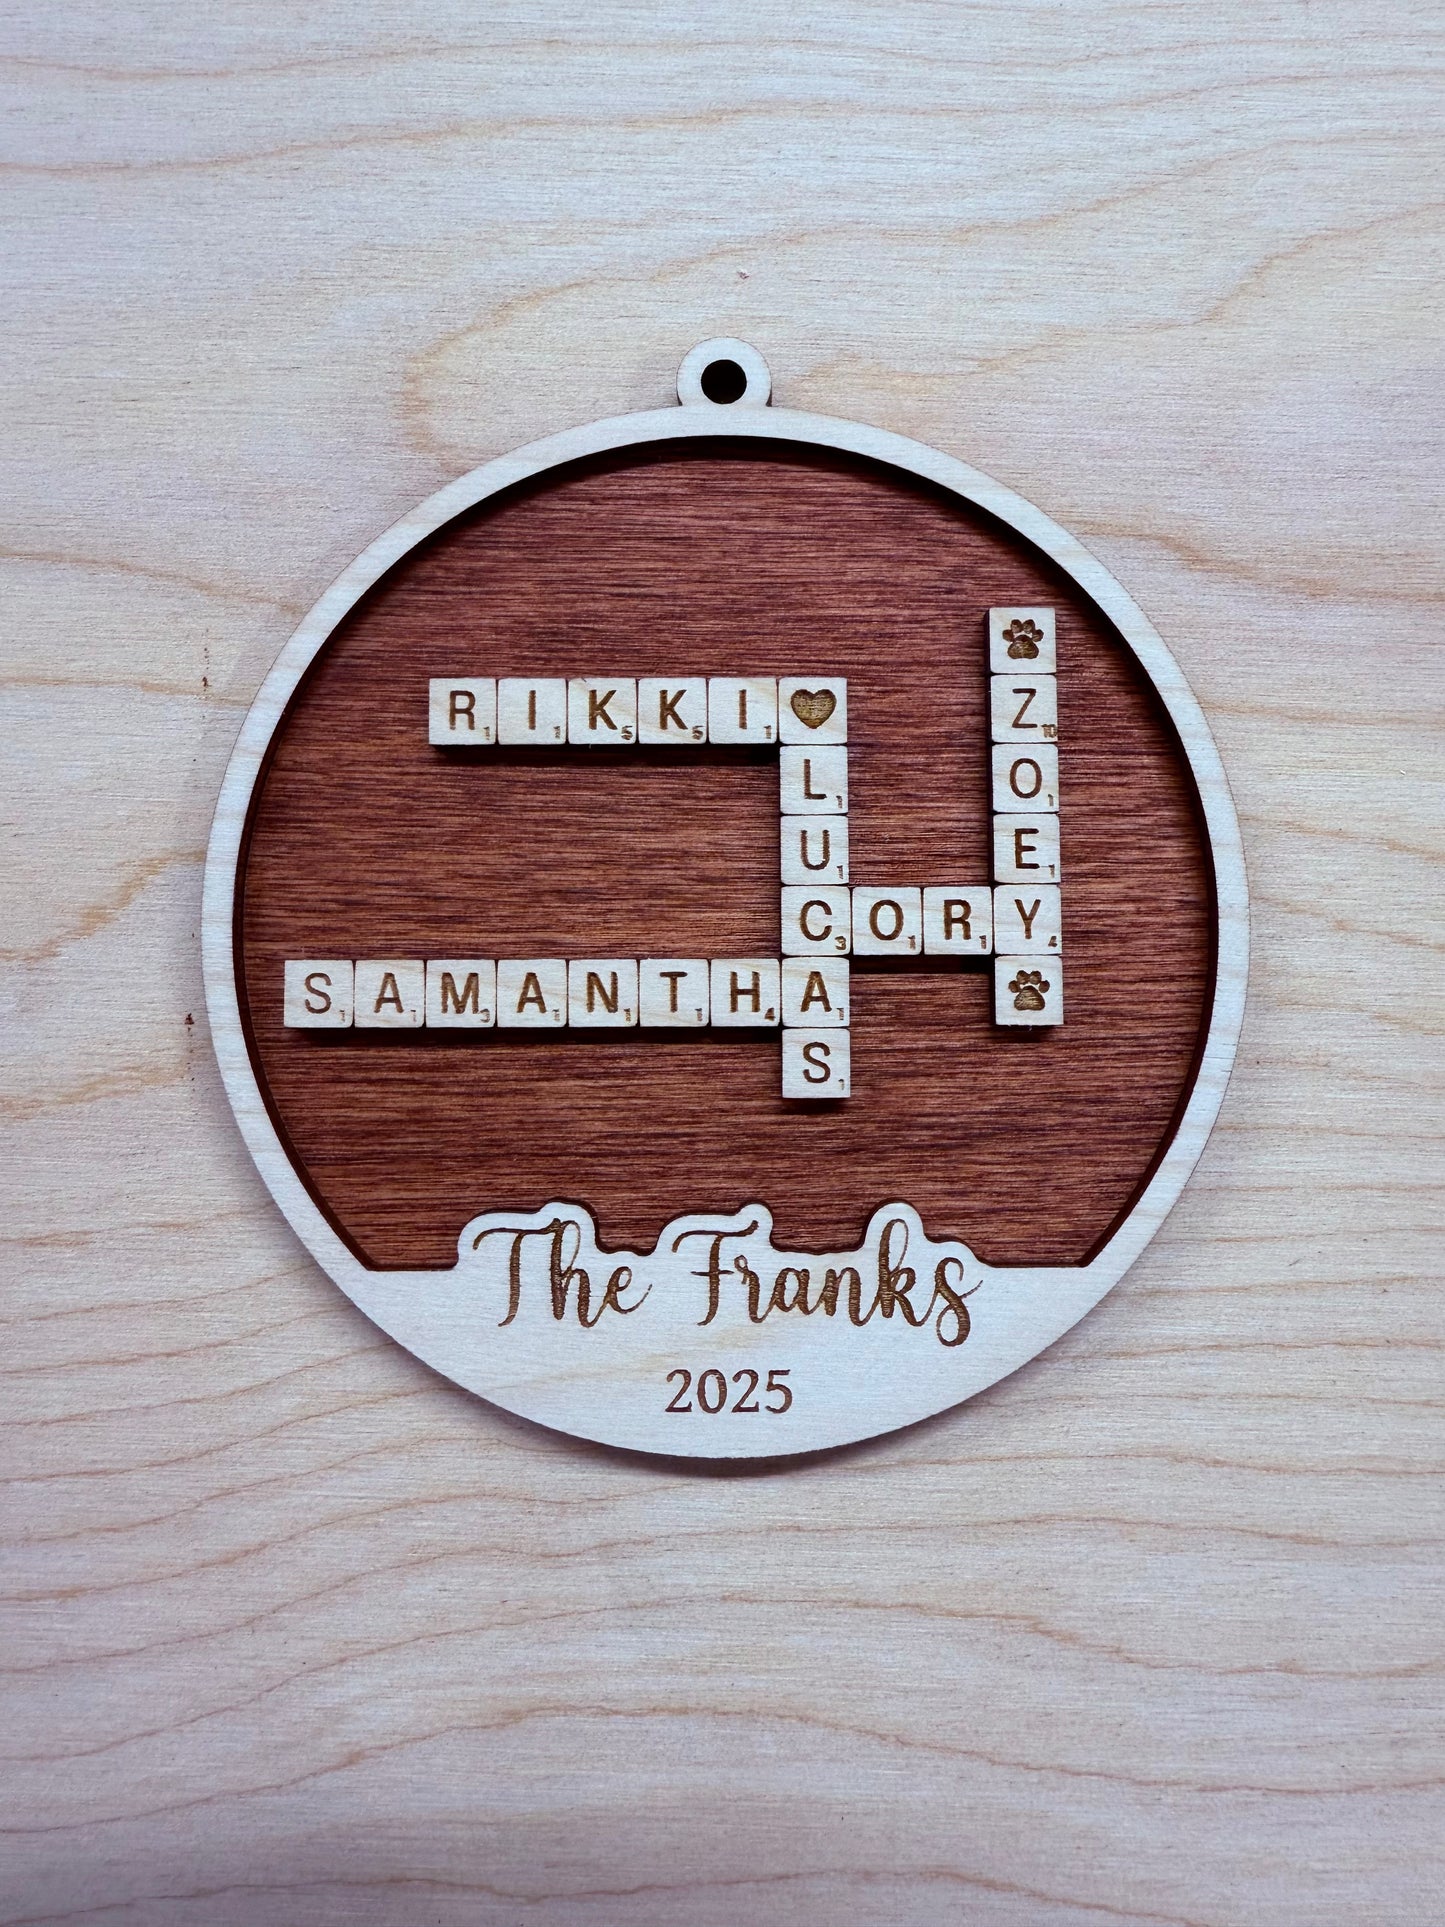 RIKKI
ZOEY
LUCAS
CORY
SAMANTHA
The Franks
2025